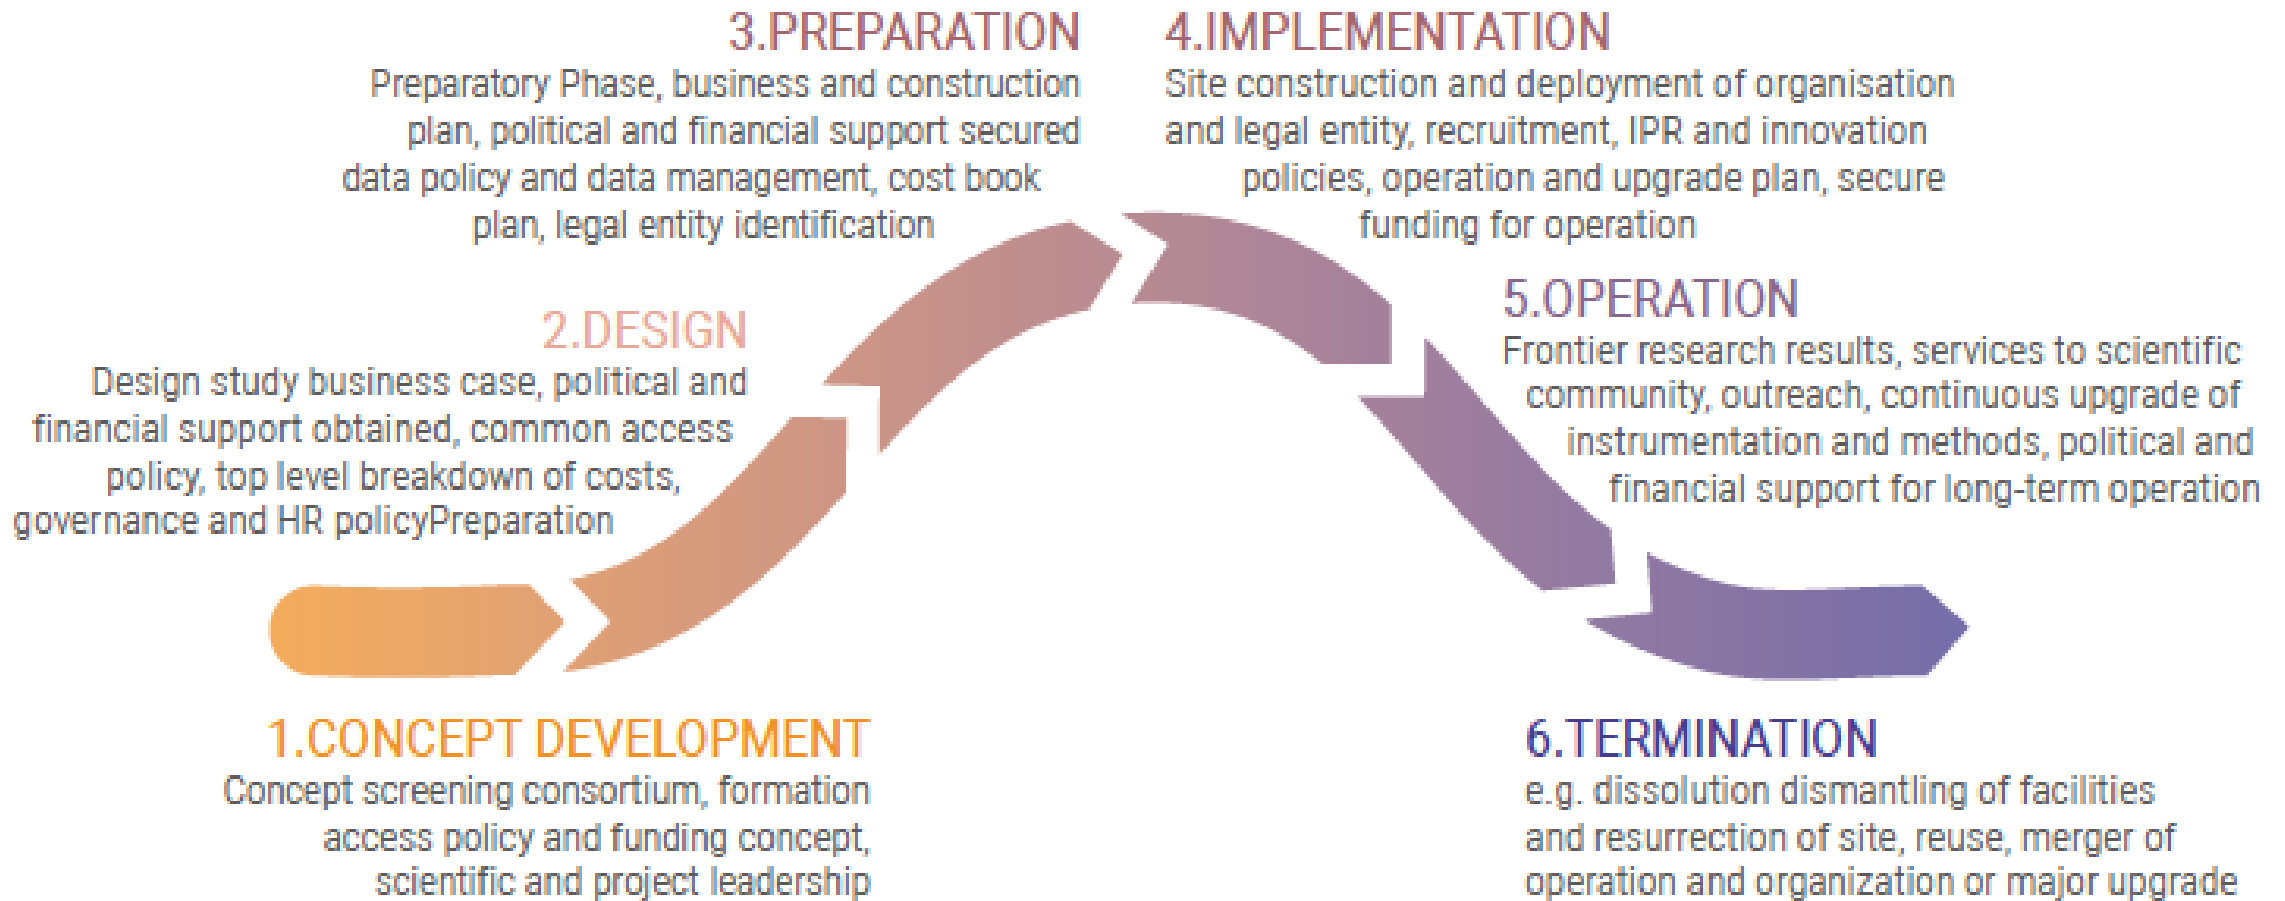 1.CONCEPT DEVELOPMENT
Concept screening consortium, formation
access policy and funding concept,
scientific and project leadership
2.DESIGN
Design study business case, political and
financial support obtained, common access
policy, top level breakdown of costs,
governance and HR policyPreparation
3.PREPARATION
Preparatory Phase, business and construction
plan, political and financial support secured
data policy and data management, cost book
plan, legal entity identification
4.IMPLEMENTATION
Site construction and deployment of organisation
and legal entity, recruitment, IPR and innovation
policies, operation and upgrade plan, secure
funding for operation
5.OPERATION
Frontier research results, services to scientific
community, outreach, continuous upgrade of
instrumentation and methods, political and
financial support for long-term operation
6.TERMINATION
e.g. dissolution dismantling of facilities
and resurrection of site, reuse, merger of
operation and organization or major upgrade